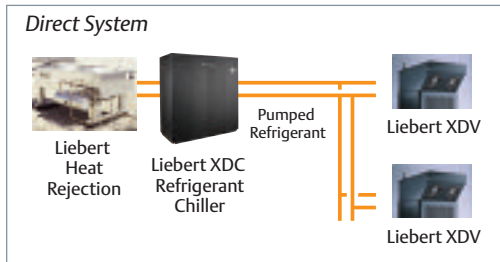 Direct System
Pumped
Refrigerant
Liebert XDV
Liebert
Heat
Rejection
Liebert XDC
Refrigerant
Chiller
Liebert XDV